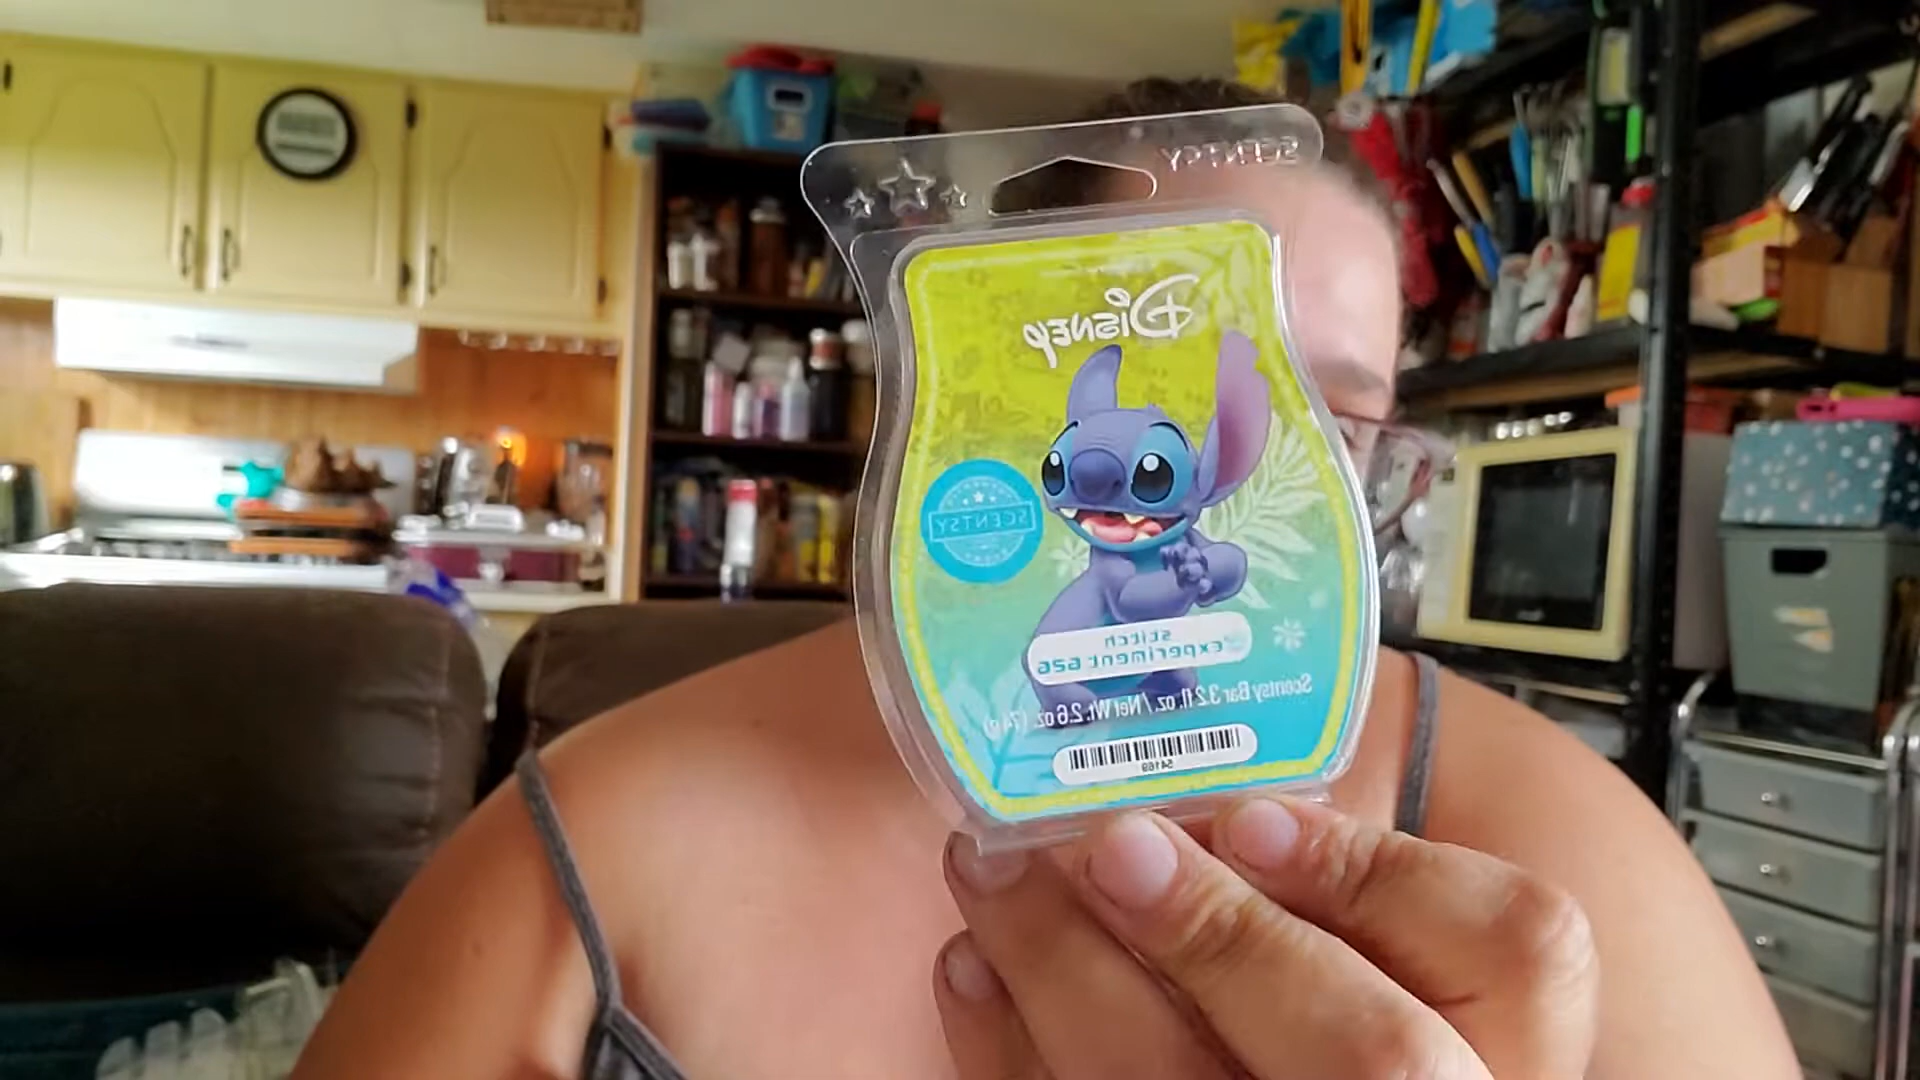 SCENTSY
Disney
SCENTSY
stitch
experiment 626
Scentsy Bar 3.2 fl. oz. / Net Wt. 2.6 oz. (74 g)
54169